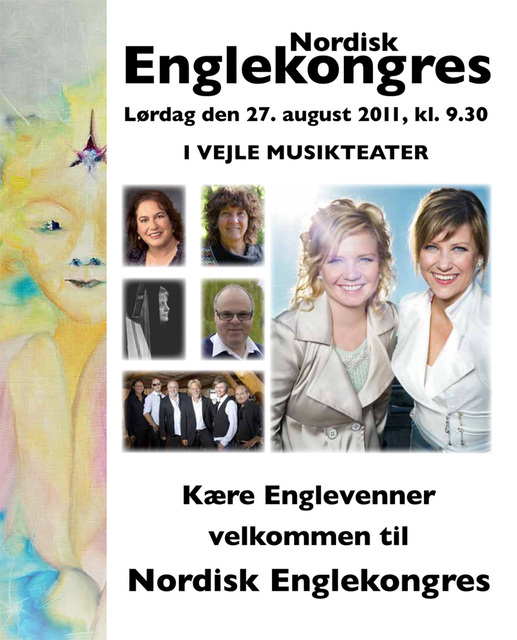 Nordisk
Englekongres
Lørdag den 27. august 2011, kl. 9.30
I VEJLE MUSIKTEATER
Kære Englevenner
velkommen til
Nordisk Englekongres